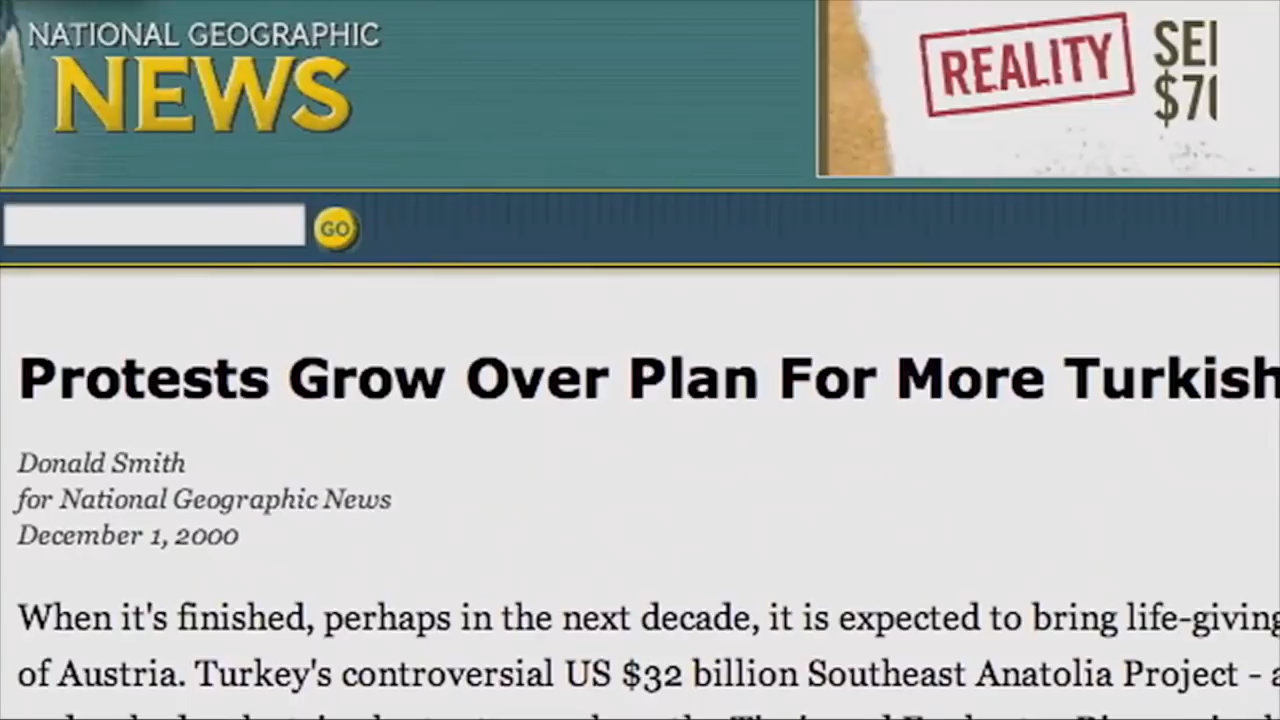 NATIONAL GEOGRAPHIC
NEWS
REALITY
GO
Protests Grow Over Plan For More Turkish
Donald Smith
for National Geographic News
December 1, 2000
When it's finished, perhaps in the next decade, it is expected to bring life-giving
of Austria. Turkey's controversial US $32 billion Southeast Anatolia Project -